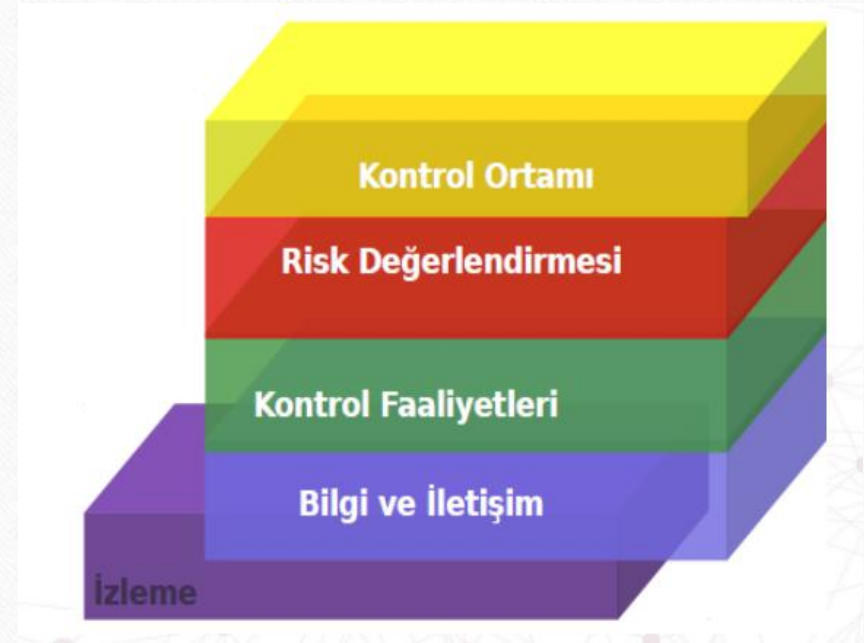 Kontrol Ortamı
Risk Değerlendirmesi
Kontrol Faaliyetleri
Bilgi ve İletişim
İzleme